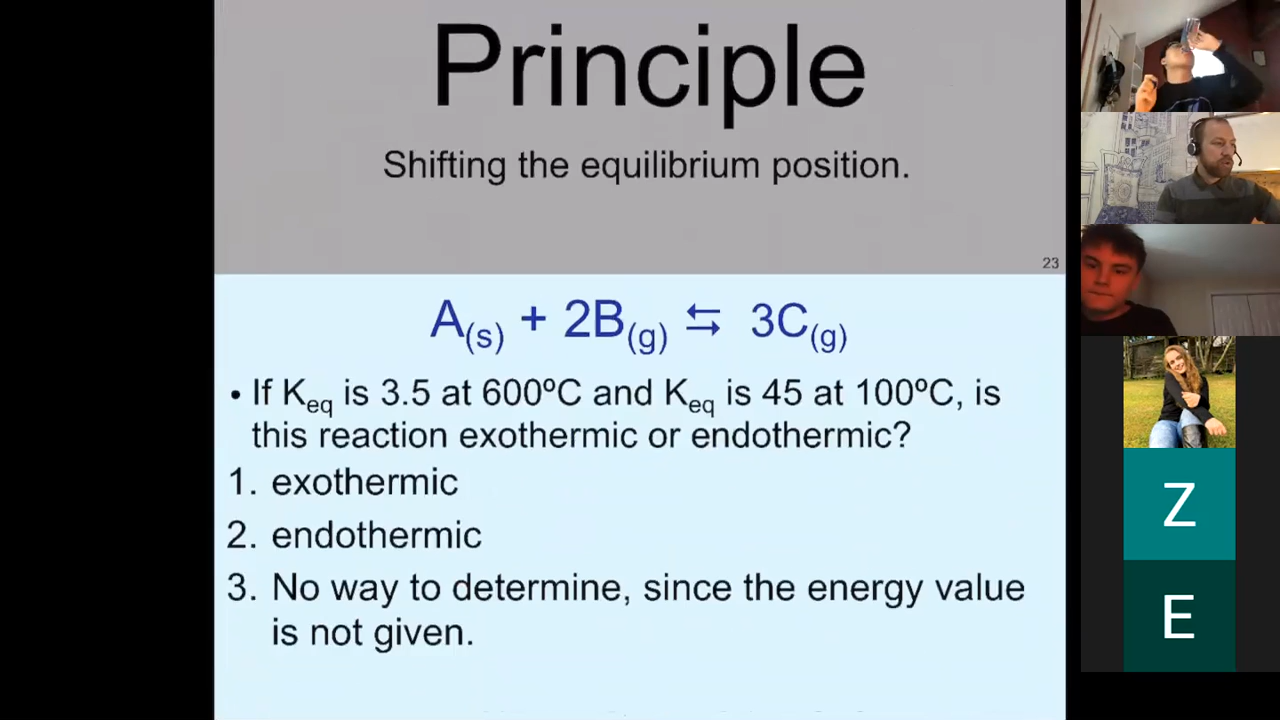 Principle
Shifting the equilibrium position.
23
A(s) + 2B(g) ⇆ 3C(g)
• If Keq is 3.5 at 600ºC and Keq is 45 at 100ºC, is
this reaction exothermic or endothermic?
1. exothermic
2. endothermic
3. No way to determine, since the energy value
is not given.
Z
E